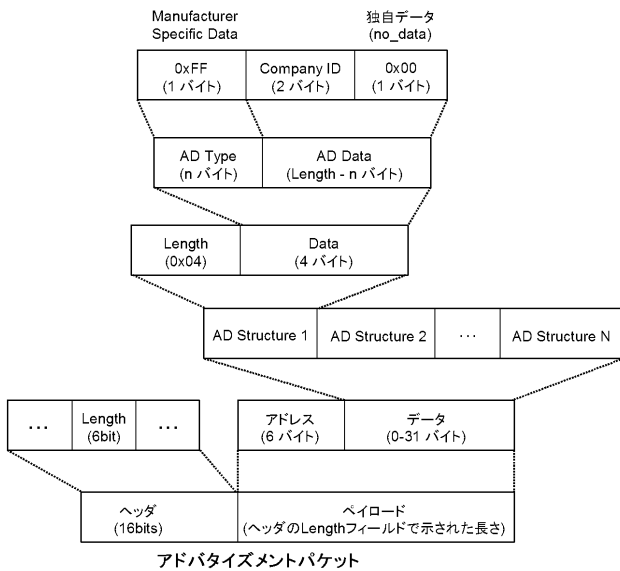 Manufacturer
Specific Data
独自データ
(no_data)
0xFF
(1 バイト)
Company ID
(2 バイト)
0x00
(1 バイト)
AD Type
(n バイト)
AD Data
(Length - n バイト)
Length
(0x04)
Data
(4 バイト)
AD Structure 1
AD Structure 2
...
AD Structure N
...
Length
(6bit)
...
アドレス
(6 バイト)
データ
(0-31 バイト)
ヘッダ
(16bits)
ペイロード
(ヘッダのLengthフィールドで示された長さ)
アドバタイズメントパケット